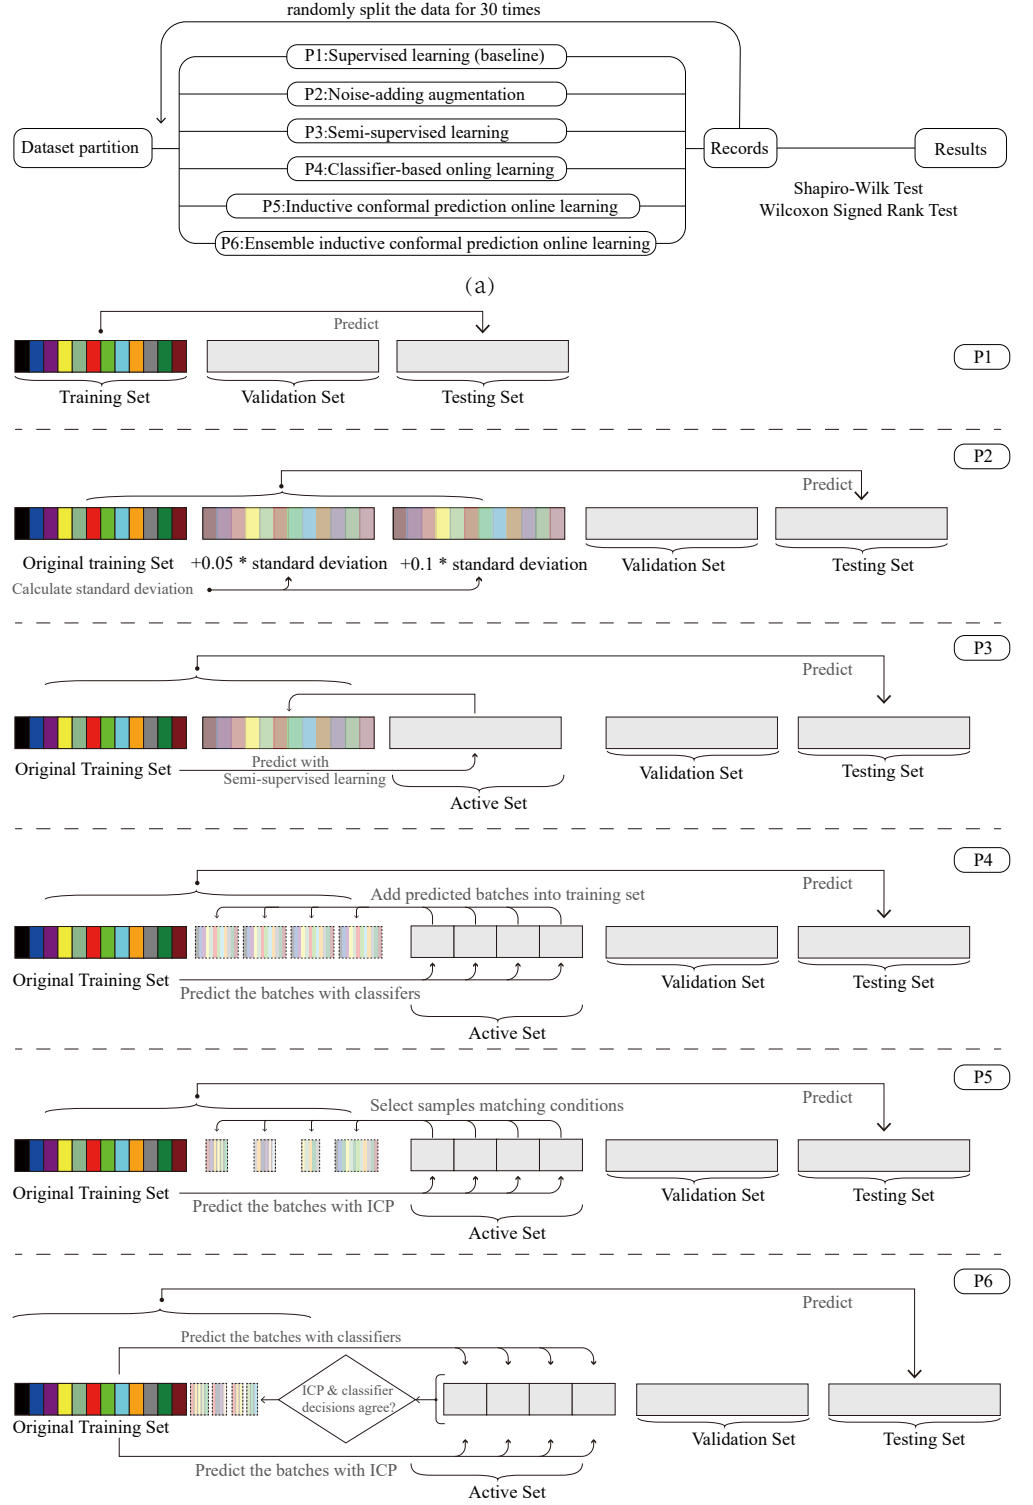 randomly split the data for 30 times
P1:Supervised learning (baseline)
P2:Noise-adding augmentation
P3:Semi-supervised learning
Dataset partition
Records
Results
P4:Classifier-based onling learning
Shapiro-Wilk Test
P5:Inductive conformal prediction online learning
Wilcoxon Signed Rank Test
P6:Ensemble inductive conformal prediction online learning
(a)
Predict
P1
Training Set
Validation Set
Testing Set
P2
Predict
Original training Set
+0.05 * standard deviation
+0.1 * standard deviation
Validation Set
Testing Set
Calculate standard deviation
P3
Predict
Original Training Set
Predict with
Semi-supervised learning
Validation Set
Testing Set
Active Set
P4
Predict
Add predicted batches into training set
Original Training Set
Predict the batches with classifers
Validation Set
Testing Set
Active Set
P5
Predict
Select samples matching conditions
Original Training Set
Predict the batches with ICP
Validation Set
Testing Set
Active Set
P6
Predict
Predict the batches with classifiers
ICP & classifier
decisions agree?
Original Training Set
Validation Set
Testing Set
Predict the batches with ICP
Active Set